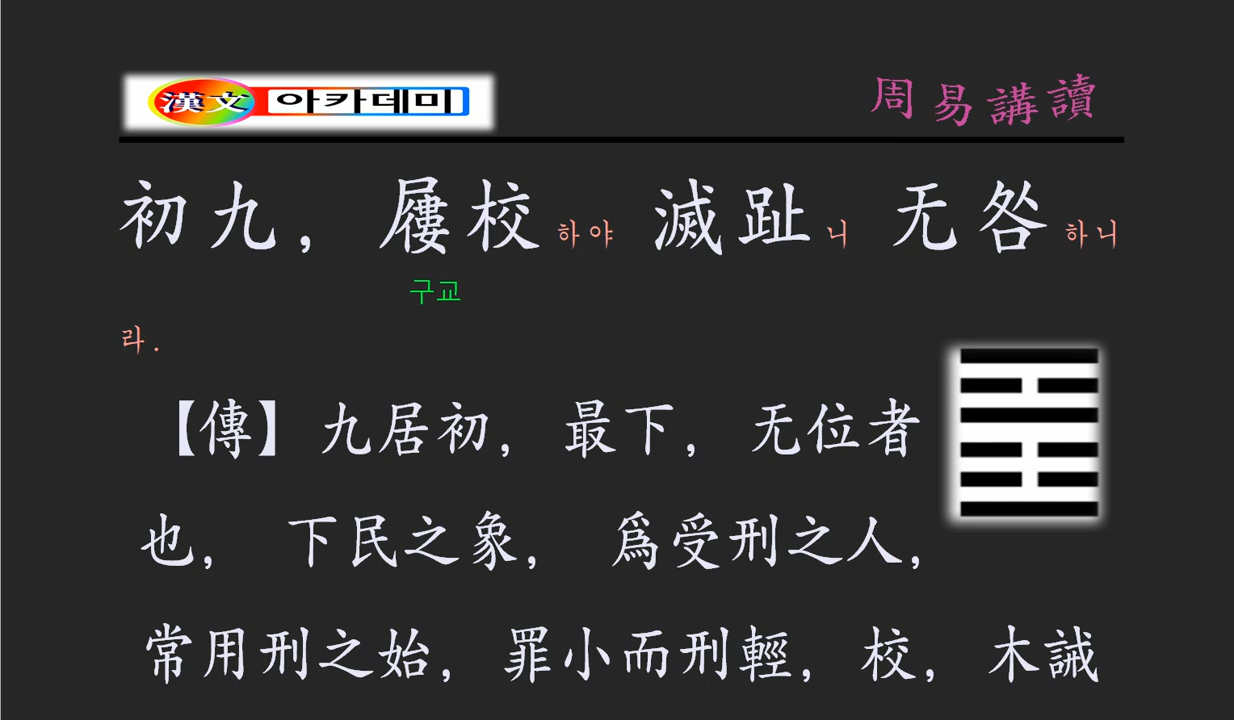 漢文 아카데미
周易講讀
初九, 屨校하야 滅趾니 无咎하니
구교
라.
【傳】 九居初, 最下, 无位者
也, 下民之象, 爲受刑之人,
常用刑之始, 罪小而刑輕, 校, 木誡